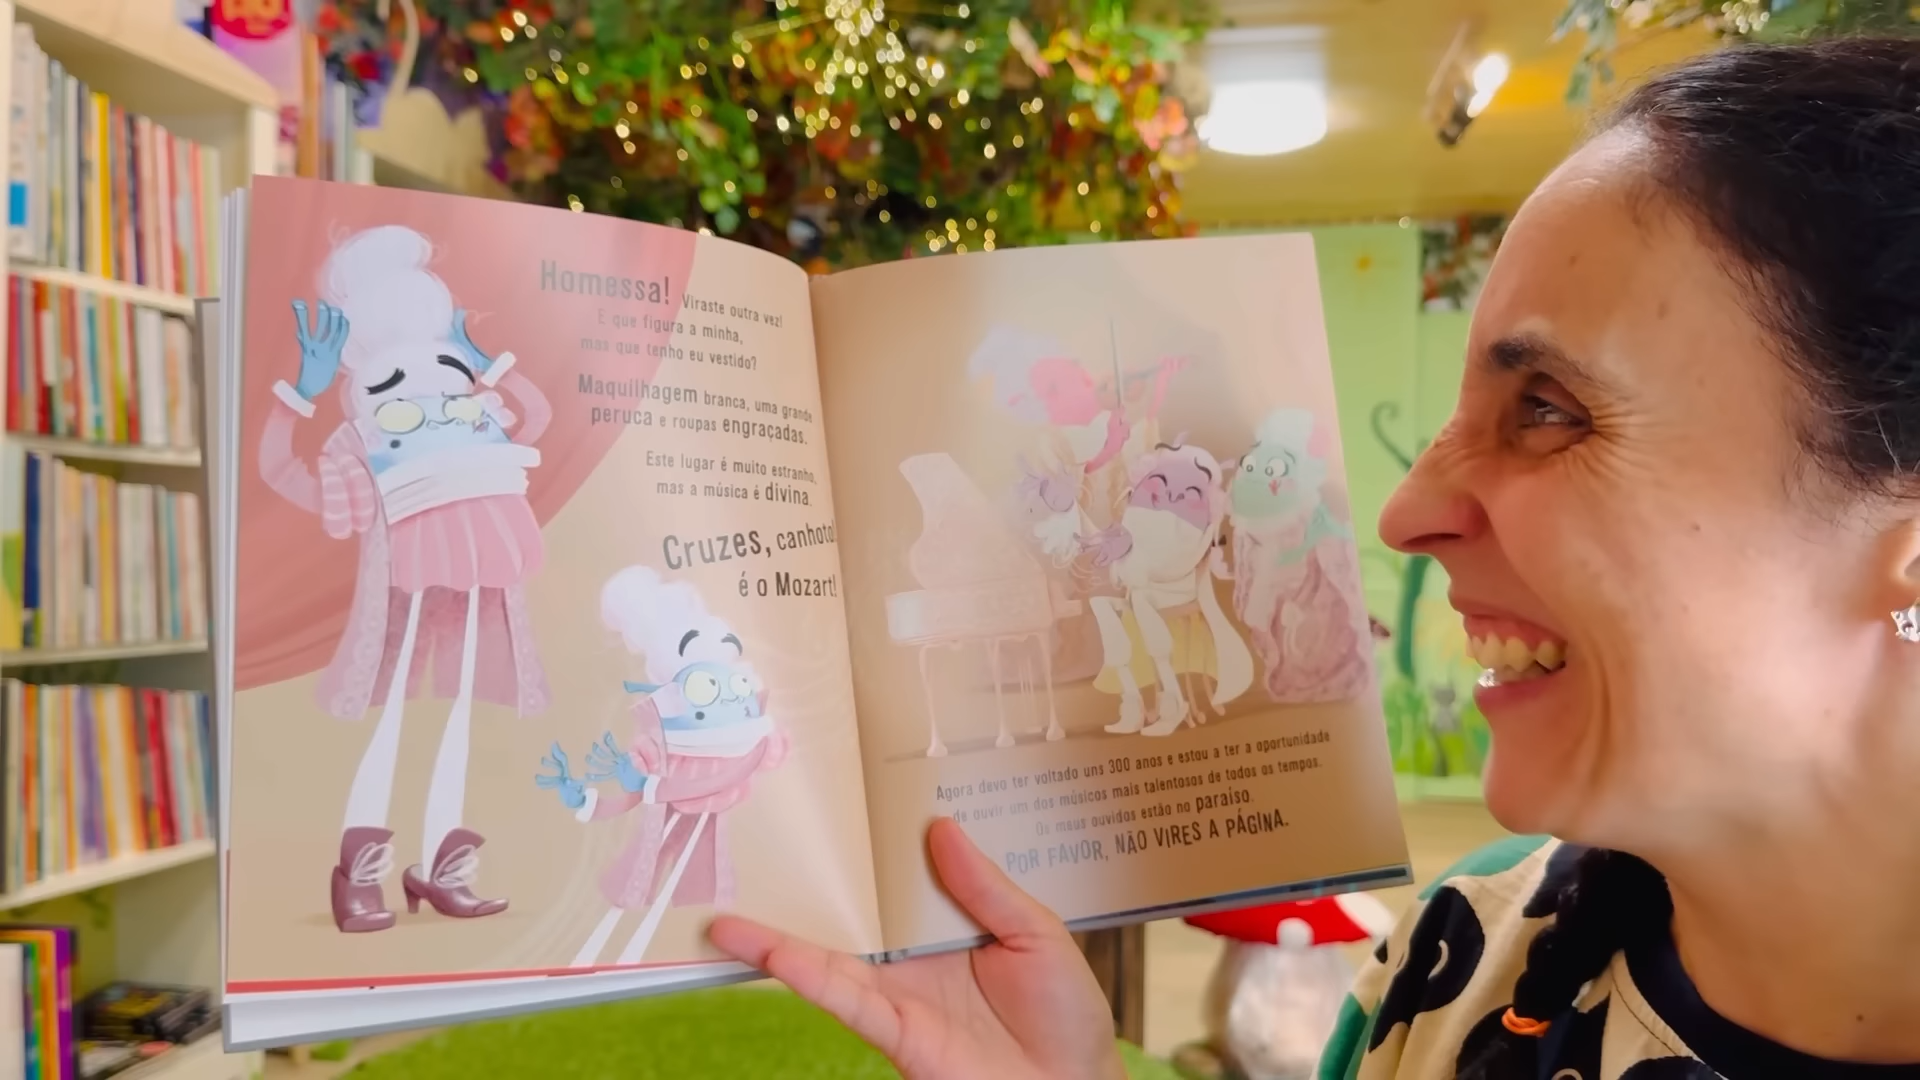 Homessa! Viraste outra vez!
E que figura a minha,
mas que tenho eu vestido?
Maquilhagem branca, uma grande
peruca e roupas engraçadas.
Este lugar é muito estranho,
mas a música é divina.
Cruzes, canhoto!
é o Mozart!
Agora devo ter voltado uns 300 anos e estou a ter a oportunidade
de ouvir um dos músicos mais talentosos de todos os tempos.
Os meus ouvidos estão no paraíso.
POR FAVOR, NÃO VIRES A PÁGINA.